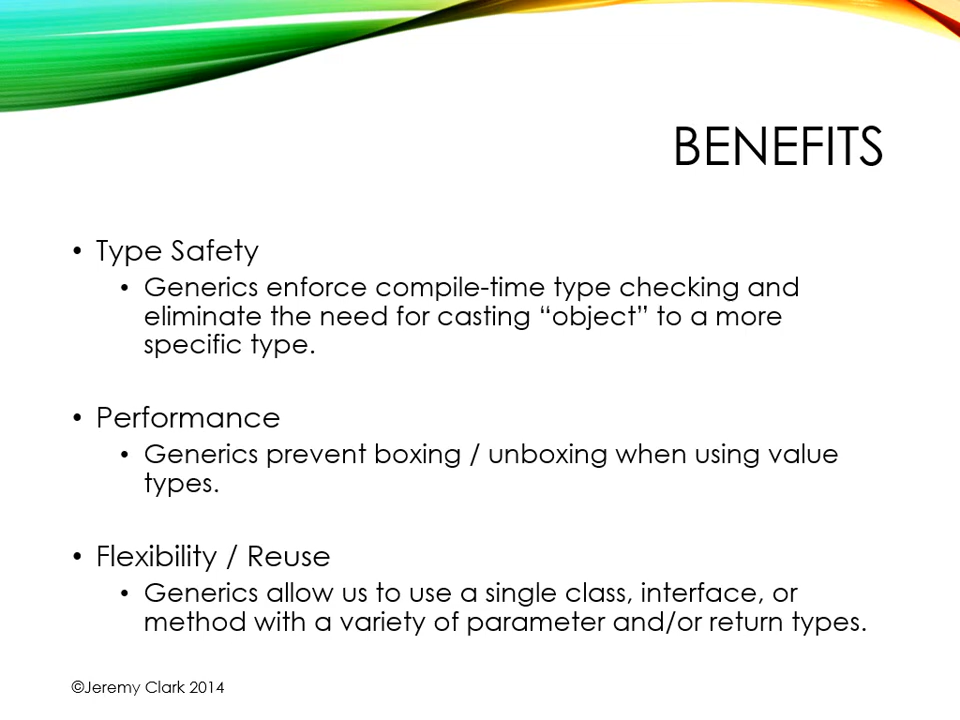 BENEFITS
• Type Safety
• Generics enforce compile-time type checking and
eliminate the need for casting “object” to a more
specific type.
• Performance
• Generics prevent boxing / unboxing when using value
types.
• Flexibility / Reuse
• Generics allow us to use a single class, interface, or
method with a variety of parameter and/or return types.
©Jeremy Clark 2014